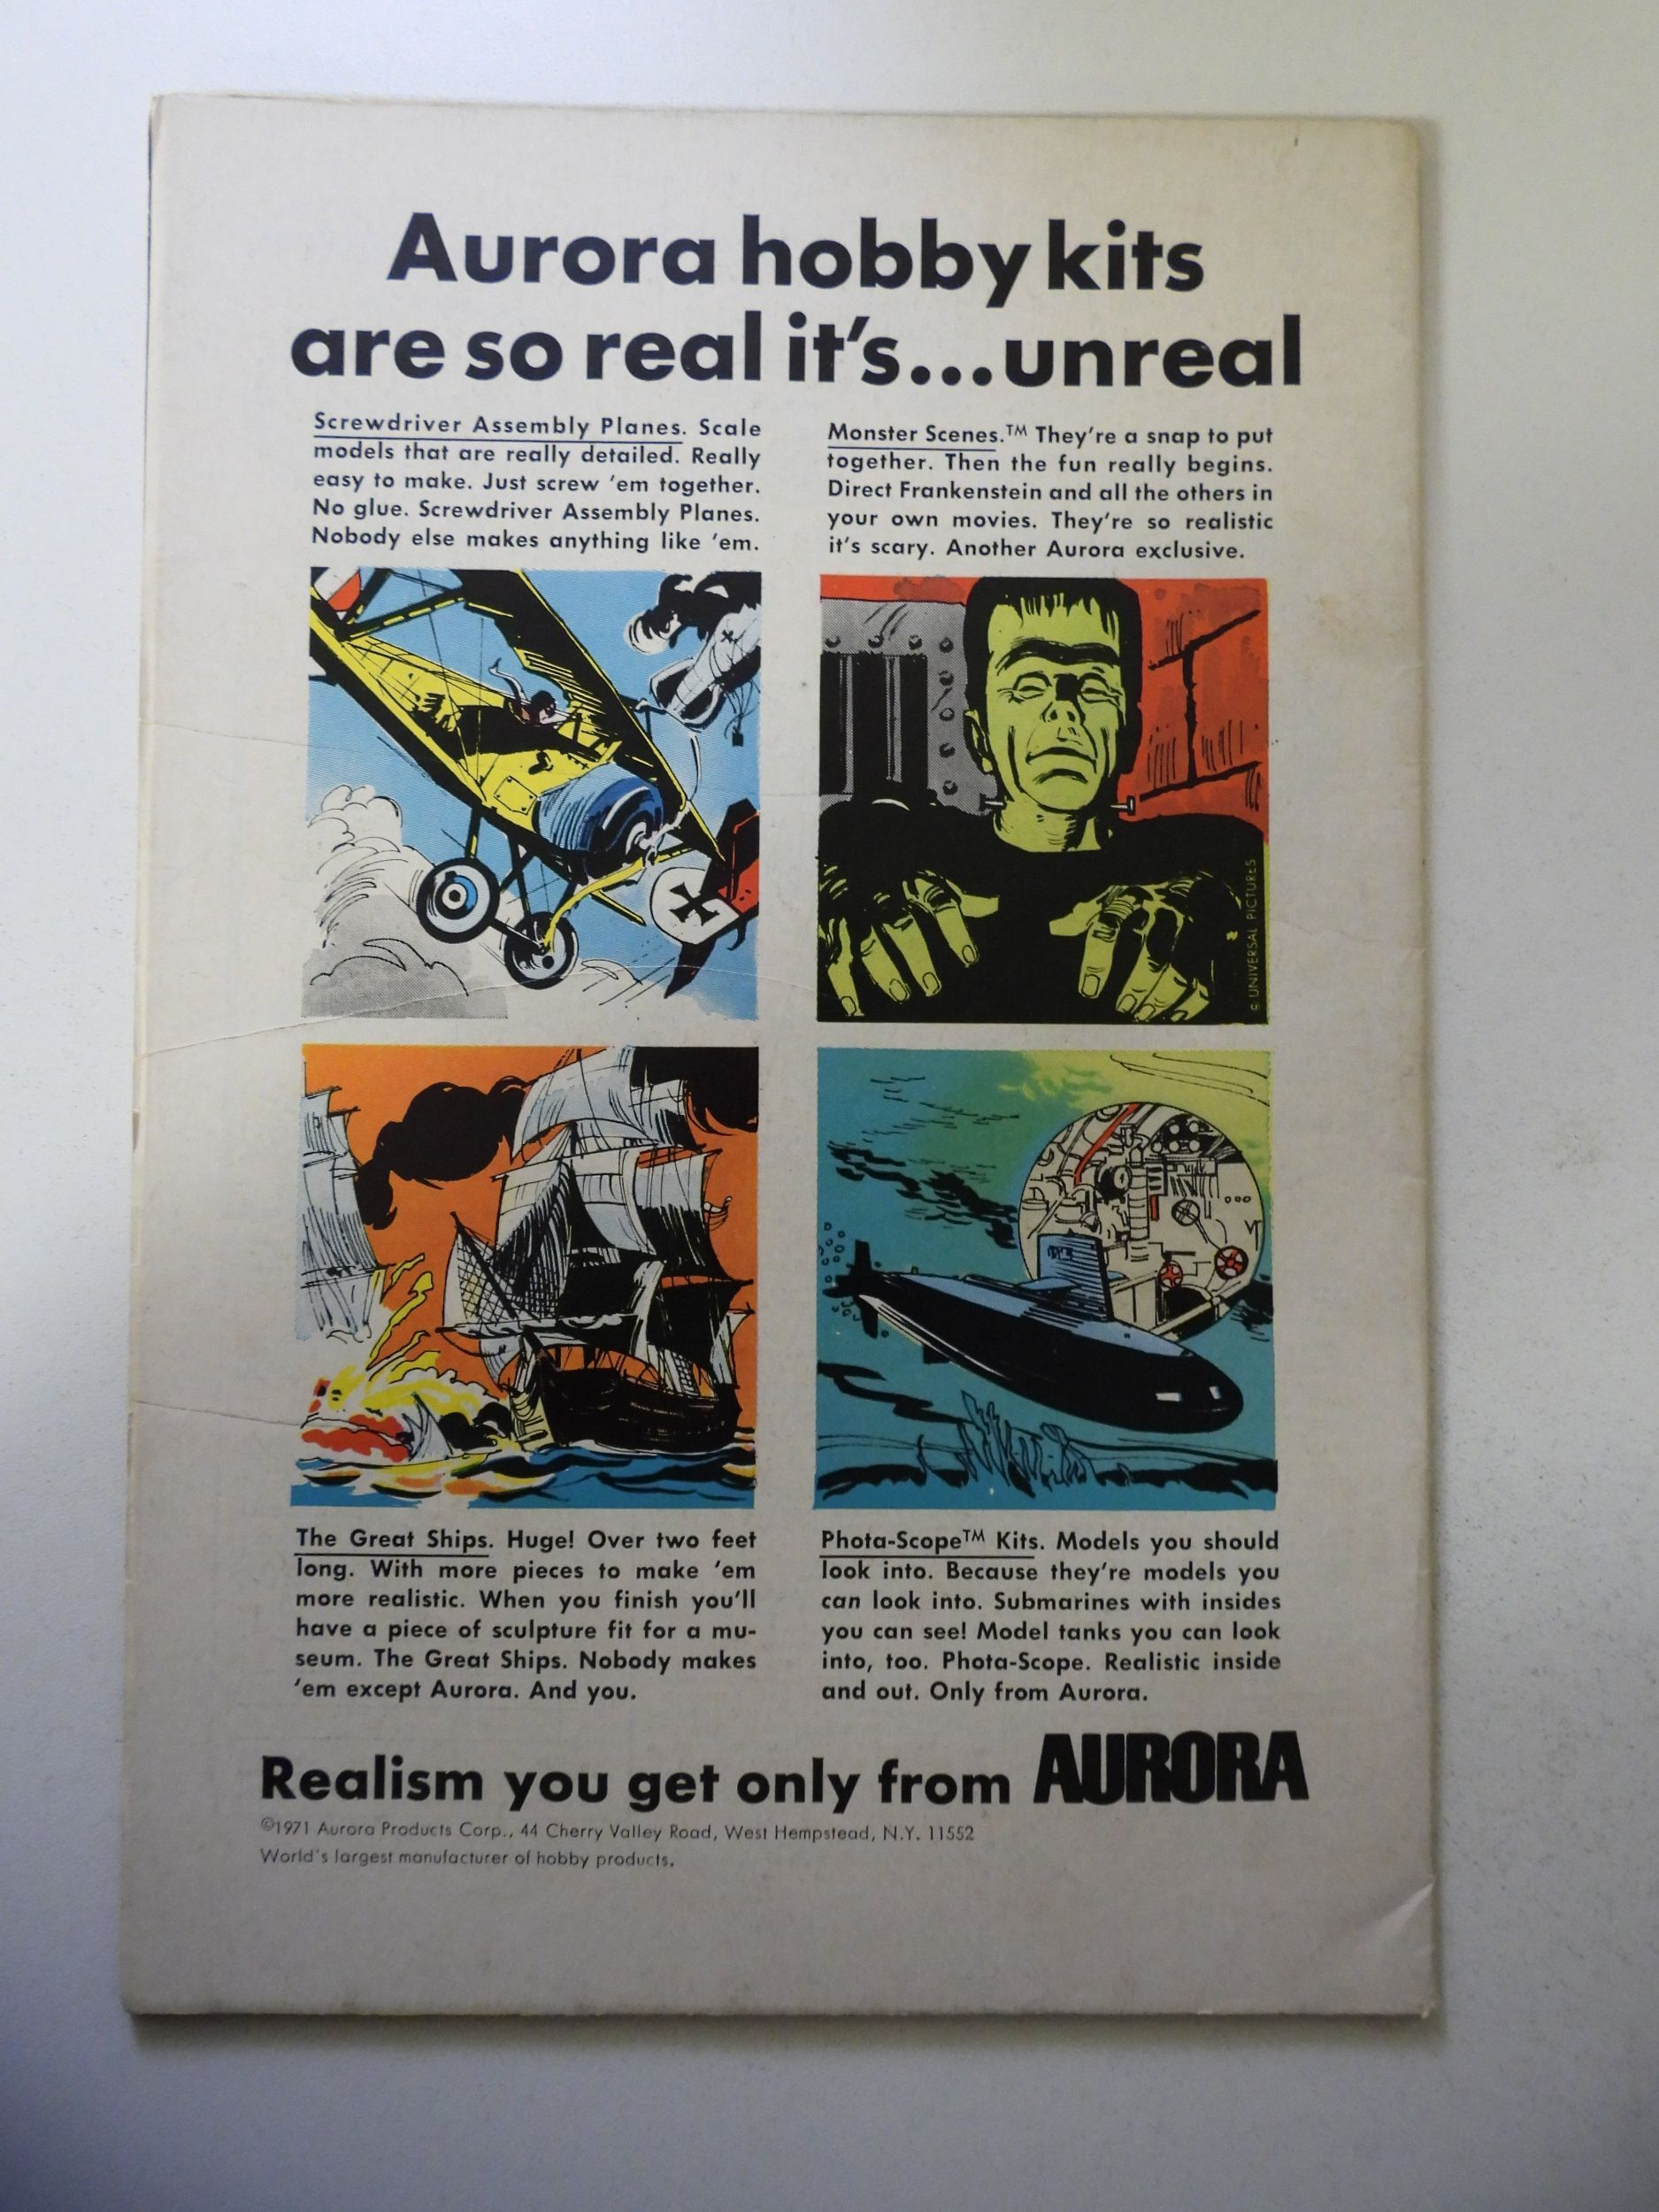 Aurora hobby kits
are so real it's...unreal
Screwdriver Assembly Planes. Scale
models that are really detailed. Really
easy to make. Just screw 'em together.
No glue. Screwdriver Assembly Planes.
Nobody else makes anything like 'em.
Monster Scenes.™ They're a snap to put
together. Then the fun really begins.
Direct Frankenstein and all the others in
your own movies. They're so realistic
it's scary. Another Aurora exclusive.
© UNIVERSAL PICTURES
The Great Ships. Huge! Over two feet
long. With more pieces to make 'em
more realistic. When you finish you'll
have a piece of sculpture fit for a mu-
seum. The Great Ships. Nobody makes
'em except Aurora. And you.
Phota-Scope™ Kits. Models you should
look into. Because they're models you
can look into. Submarines with insides
you can see! Model tanks you can look
into, too. Phota-Scope. Realistic inside
and out. Only from Aurora.
Realism you get only from AURORA
©1971 Aurora Products Corp., 44 Cherry Valley Road, West Hempstead, N.Y. 11552
World's largest manufacturer of hobby products.